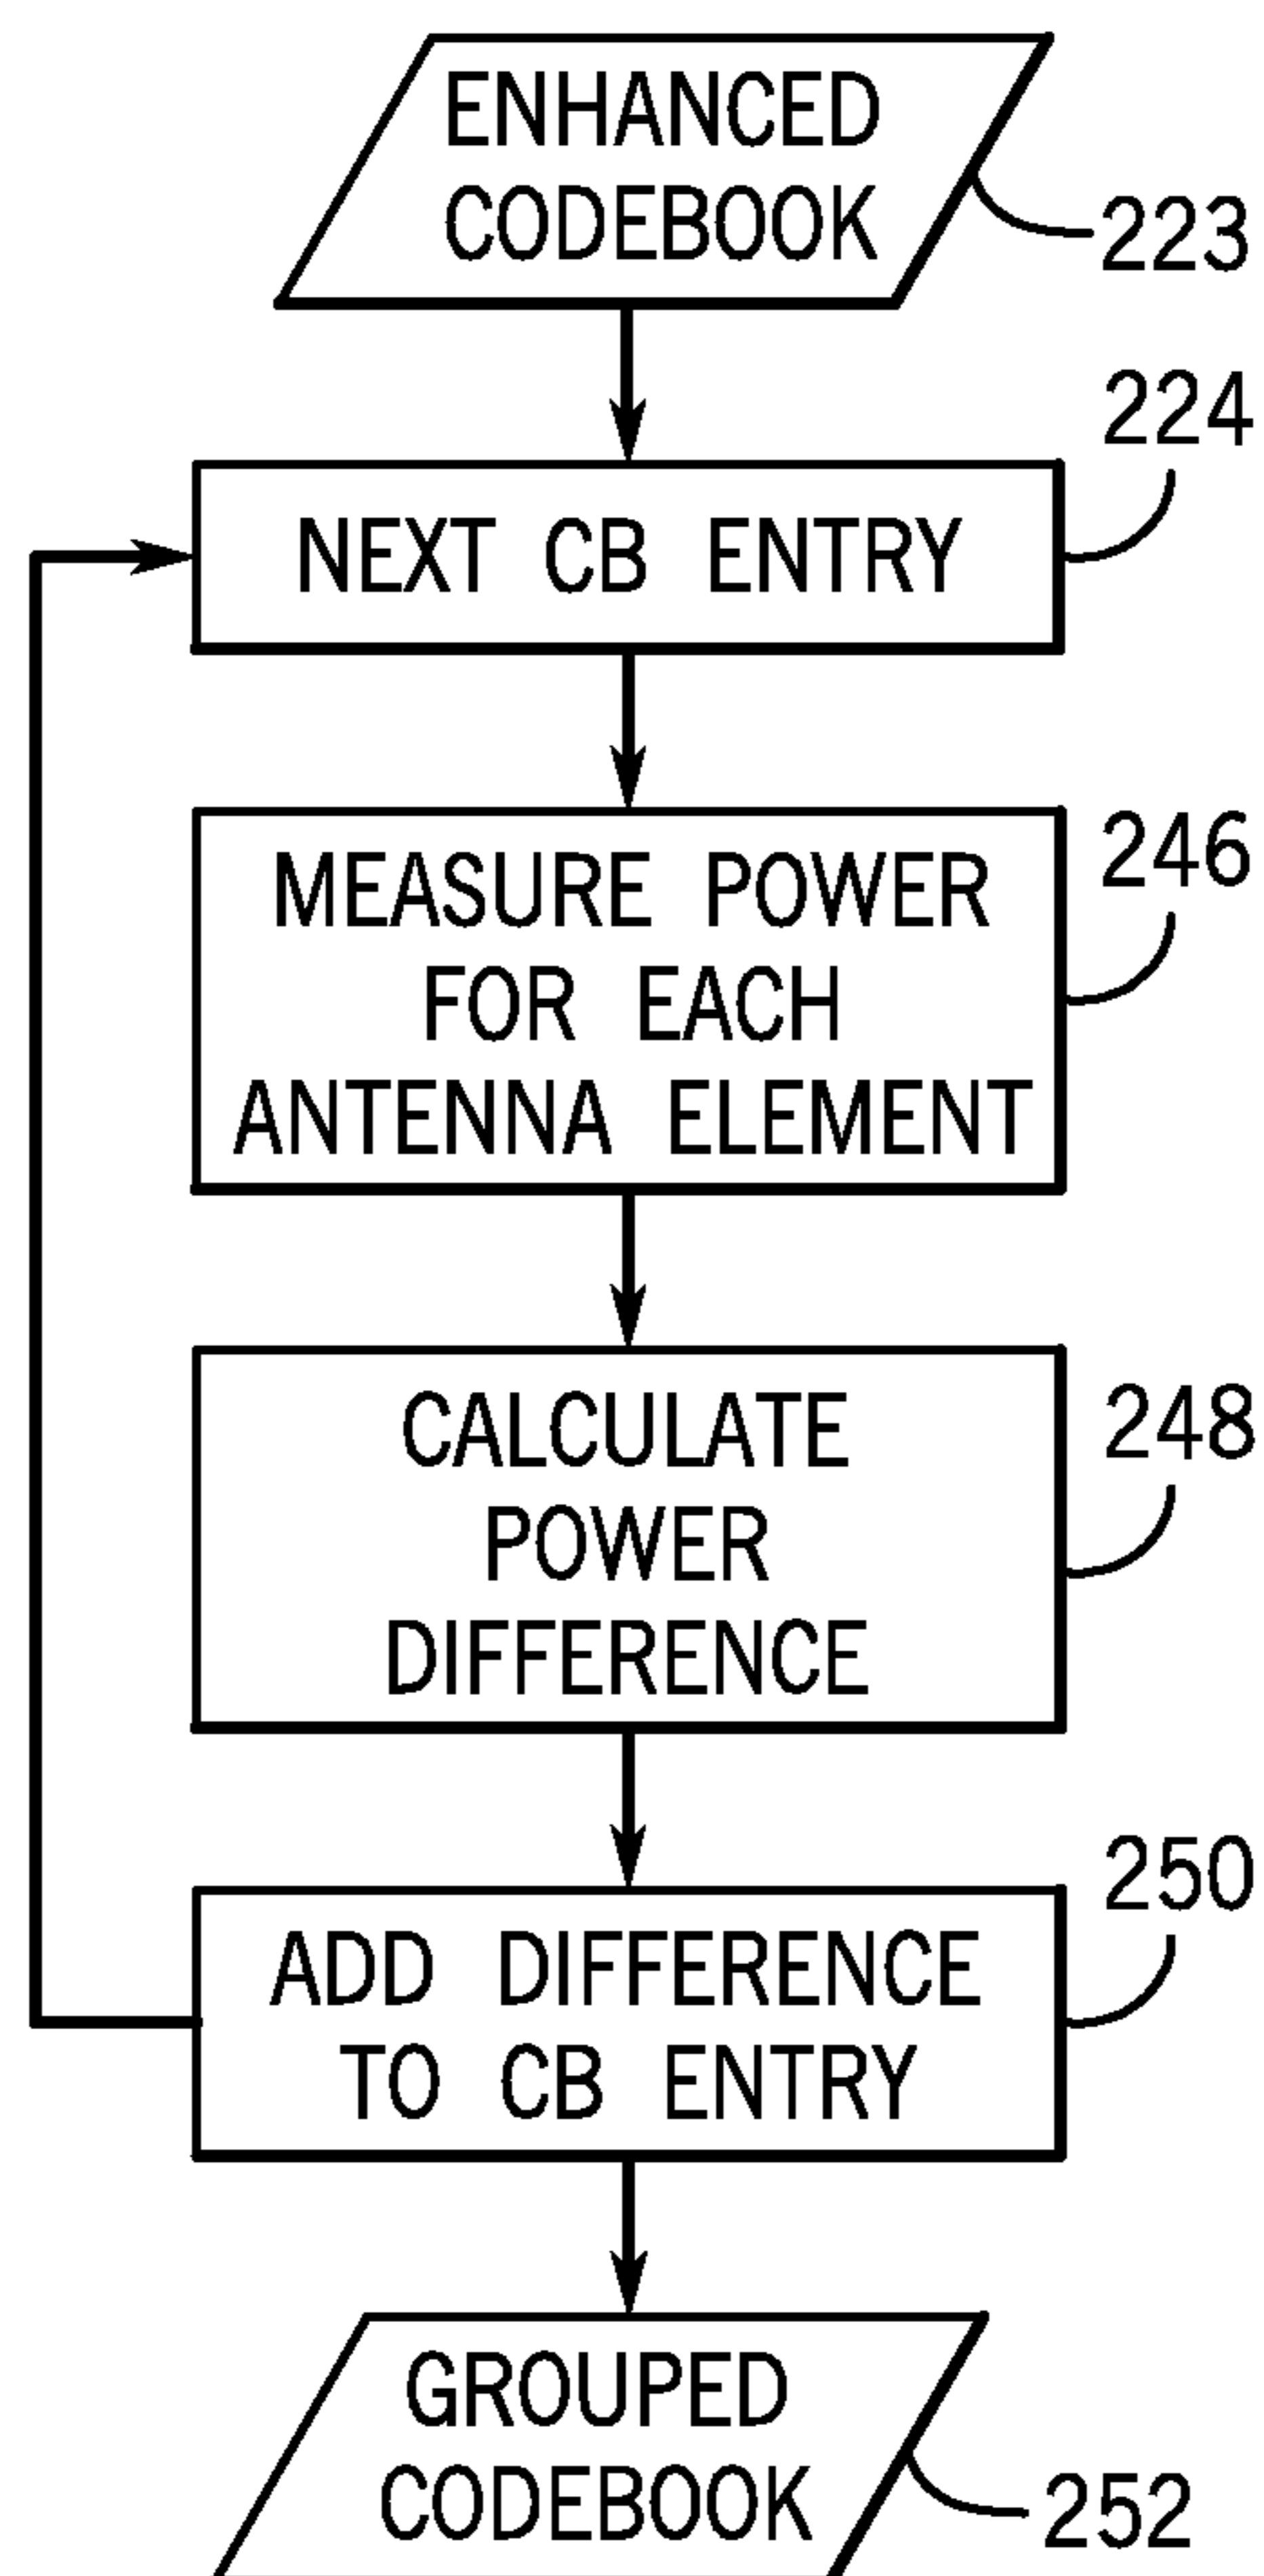 ENHANCED
CODEBOOK
223
224
NEXT CB ENTRY
246
MEASURE POWER
FOR EACH
ANTENNA ELEMENT
248
CALCULATE
POWER
DIFFERENCE
250
ADD DIFFERENCE
TO CB ENTRY
GROUPED
CODEBOOK
252